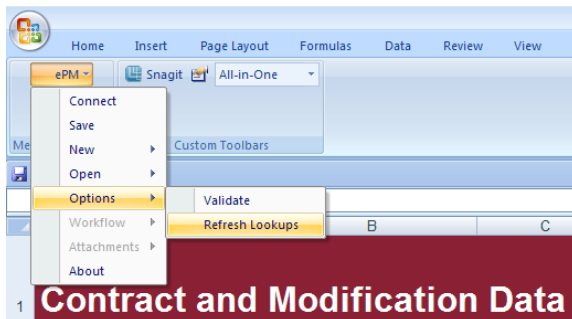 Home Insert Page Layout Formulas Data Review View
ePM Snagit All-in-One
Connect
Save
Me New Custom Toolbars
Open
Options Validate
Workflow Refresh Lookups B C
Attachments
About
1 Contract and Modification Data